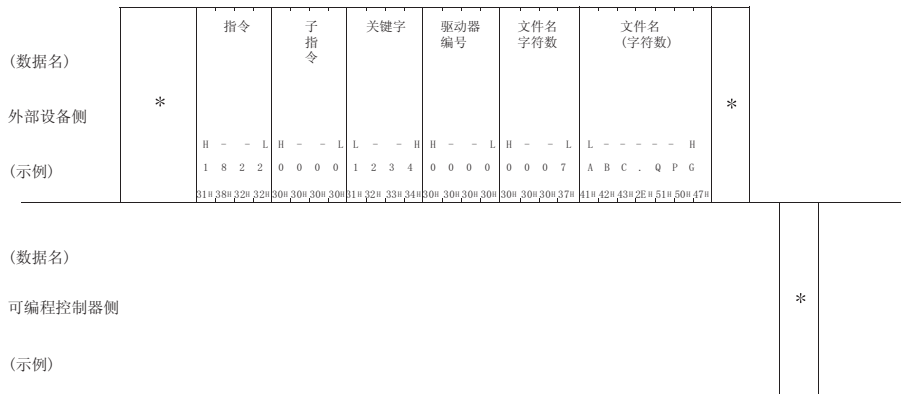 指令 子 关键字 驱动器 文件名 文件名
指 编号 字符数 (字符数)
令
(数据名)
* *
外部设备侧
H - - L H - - L L - - H H - - L H - - L L - - - - - H
(示例) 1 8 2 2 0 0 0 0 1 2 3 4 0 0 0 0 0 0 0 7 A B C . Q P G
31H 38H 32H 32H 30H 30H 30H 30H 31H 32H 33H 34H 30H 30H 30H 30H 30H 30H 30H 37H 41H 42H 43H 2EH 51H 50H 47H
(数据名)
*
可编程控制器侧
(示例)